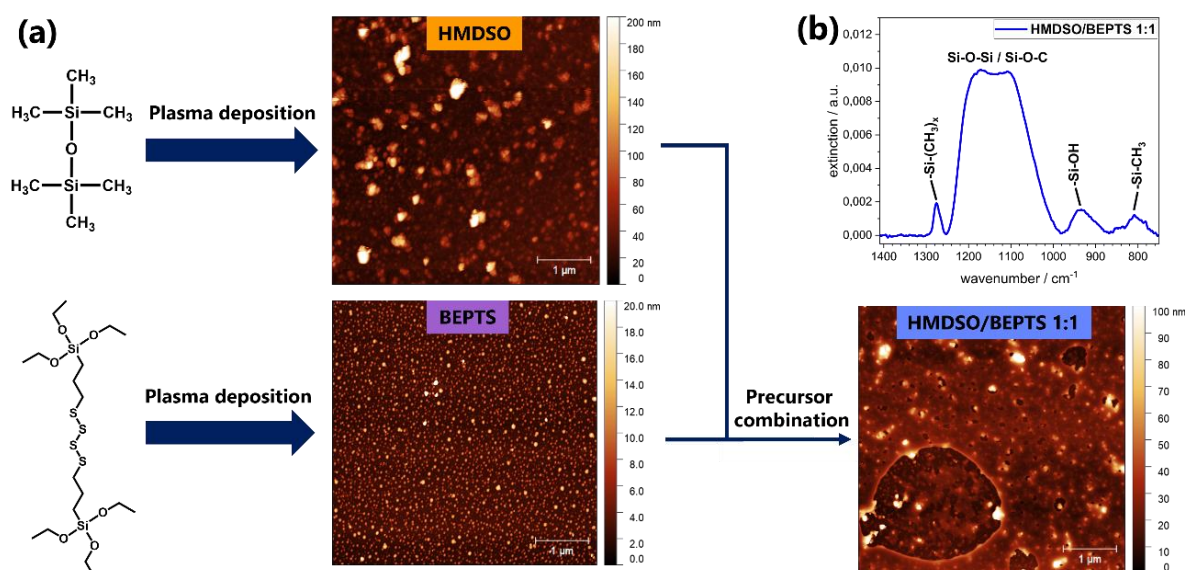 (a)
CH3
H3C Si CH3
O
H3C Si CH3
CH3
Plasma deposition
HMDSO
1 µm
200 nm
180
160
140
120
100
80
60
40
20
0
O
O O
Si
S
S
S
S
Si
O O
O
Plasma deposition
BEPTS
1 µm
20.0 nm
18.0
16.0
14.0
12.0
10.0
8.0
6.0
4.0
2.0
0.0
Precursor
combination
(b)
HMDSO/BEPTS 1:1
Si-O-Si / Si-O-C
-Si-(CH3)x
-Si-OH
-Si-CH3
extinction / a.u.
0,010
0,008
0,006
0,004
0,002
0,000
1400 1300 1200 1100 1000 900 800
wavenumber / cm-1
HMDSO/BEPTS 1:1
1 µm
100 nm
90
80
70
60
50
40
30
20
10
0